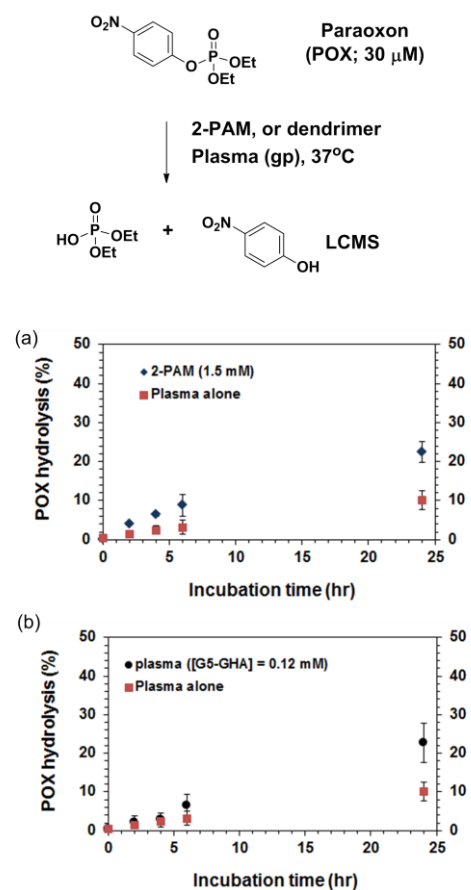 O₂N
O
O
P
OEt
OEt
Paraoxon
(POX; 30 μM)
2-PAM, or dendrimer
Plasma (gp), 37ºC
O
HO
P
OEt
OEt
+
O₂N
OH
LCMS
(a)
POX hydrolysis (%)
50
40
30
20
10
0
2-PAM (1.5 mM)
Plasma alone
50
40
30
20
10
0
0 5 10 15 20 25
Incubation time (hr)
(b)
POX hydrolysis (%)
50
40
30
20
10
0
plasma ([G5-GHA] = 0.12 mM)
Plasma alone
50
40
30
20
10
0
0 5 10 15 20 25
Incubation time (hr)